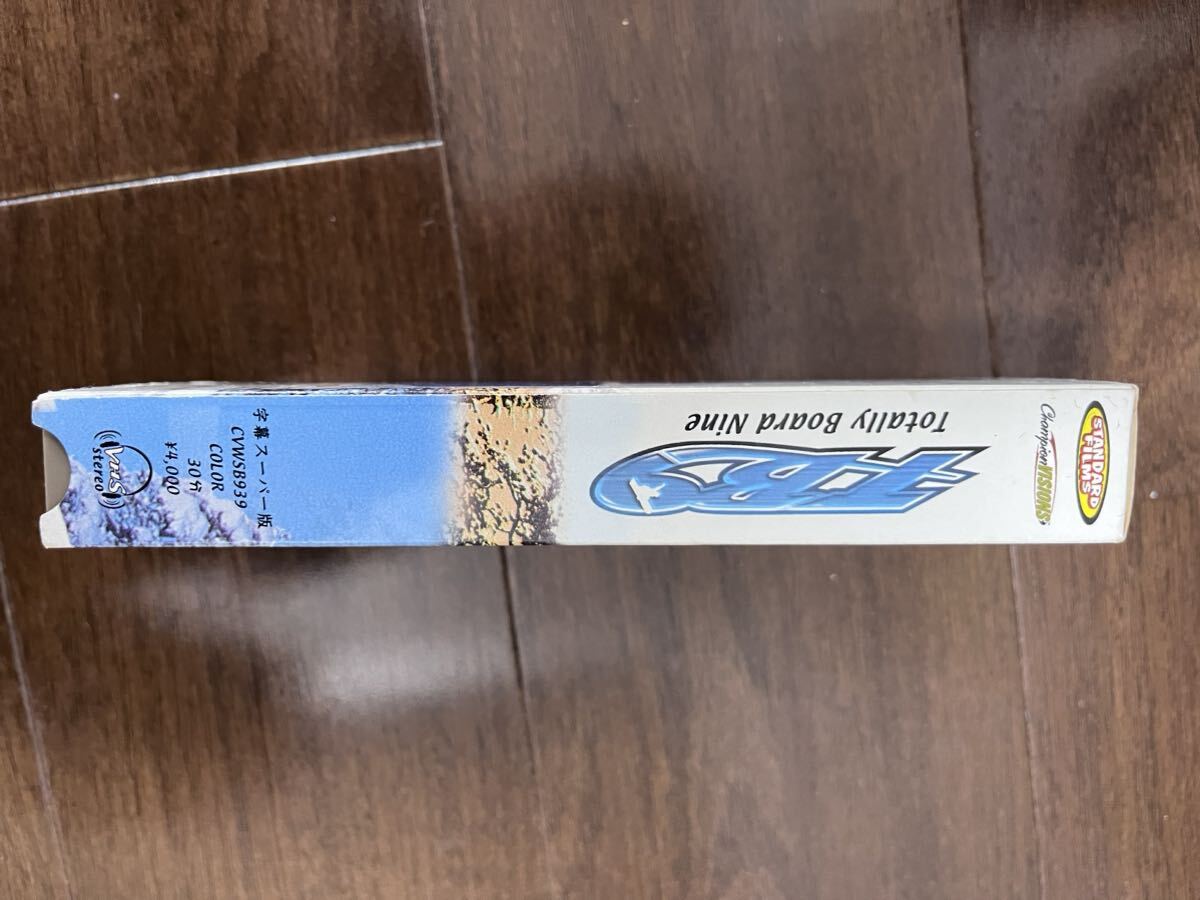 STANDARD
FILMS
Champion VISIONS
TB9
Totally Board Nine
字幕スーパー版
CVWS8939
COLOR
30分
¥4,000
VHS
stereo